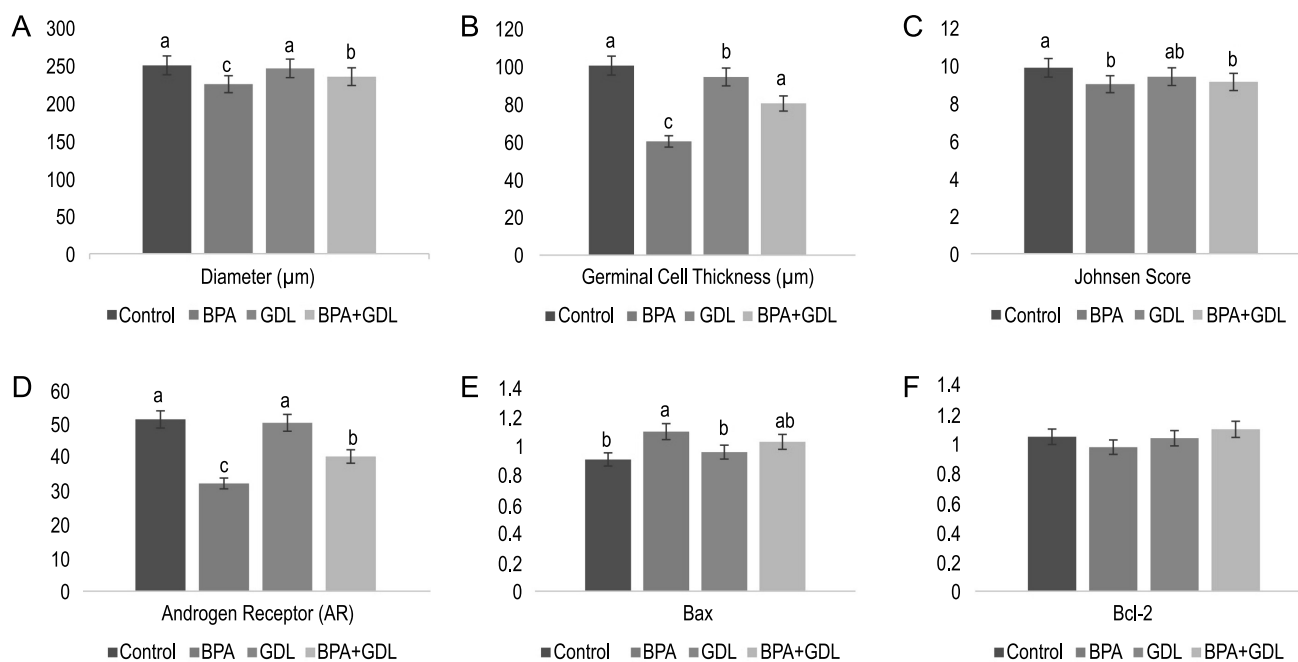 A
300
250
200
150
100
50
0
a
c
a
b
Diameter (µm)
Control BPA GDL BPA+GDL
B
120
100
80
60
40
20
0
a
c
b
a
Germinal Cell Thickness (µm)
Control BPA GDL BPA+GDL
C
12
10
8
6
4
2
0
a
b
ab
b
Johnsen Score
Control BPA GDL BPA+GDL
D
60
50
40
30
20
10
0
a
c
a
b
Androgen Receptor (AR)
Control BPA GDL BPA+GDL
E
1.4
1.2
1
0.8
0.6
0.4
0.2
0
b
a
b
ab
Bax
Control BPA GDL BPA+GDL
F
1.4
1.2
1
0.8
0.6
0.4
0.2
0
Bcl-2
Control BPA GDL BPA+GDL